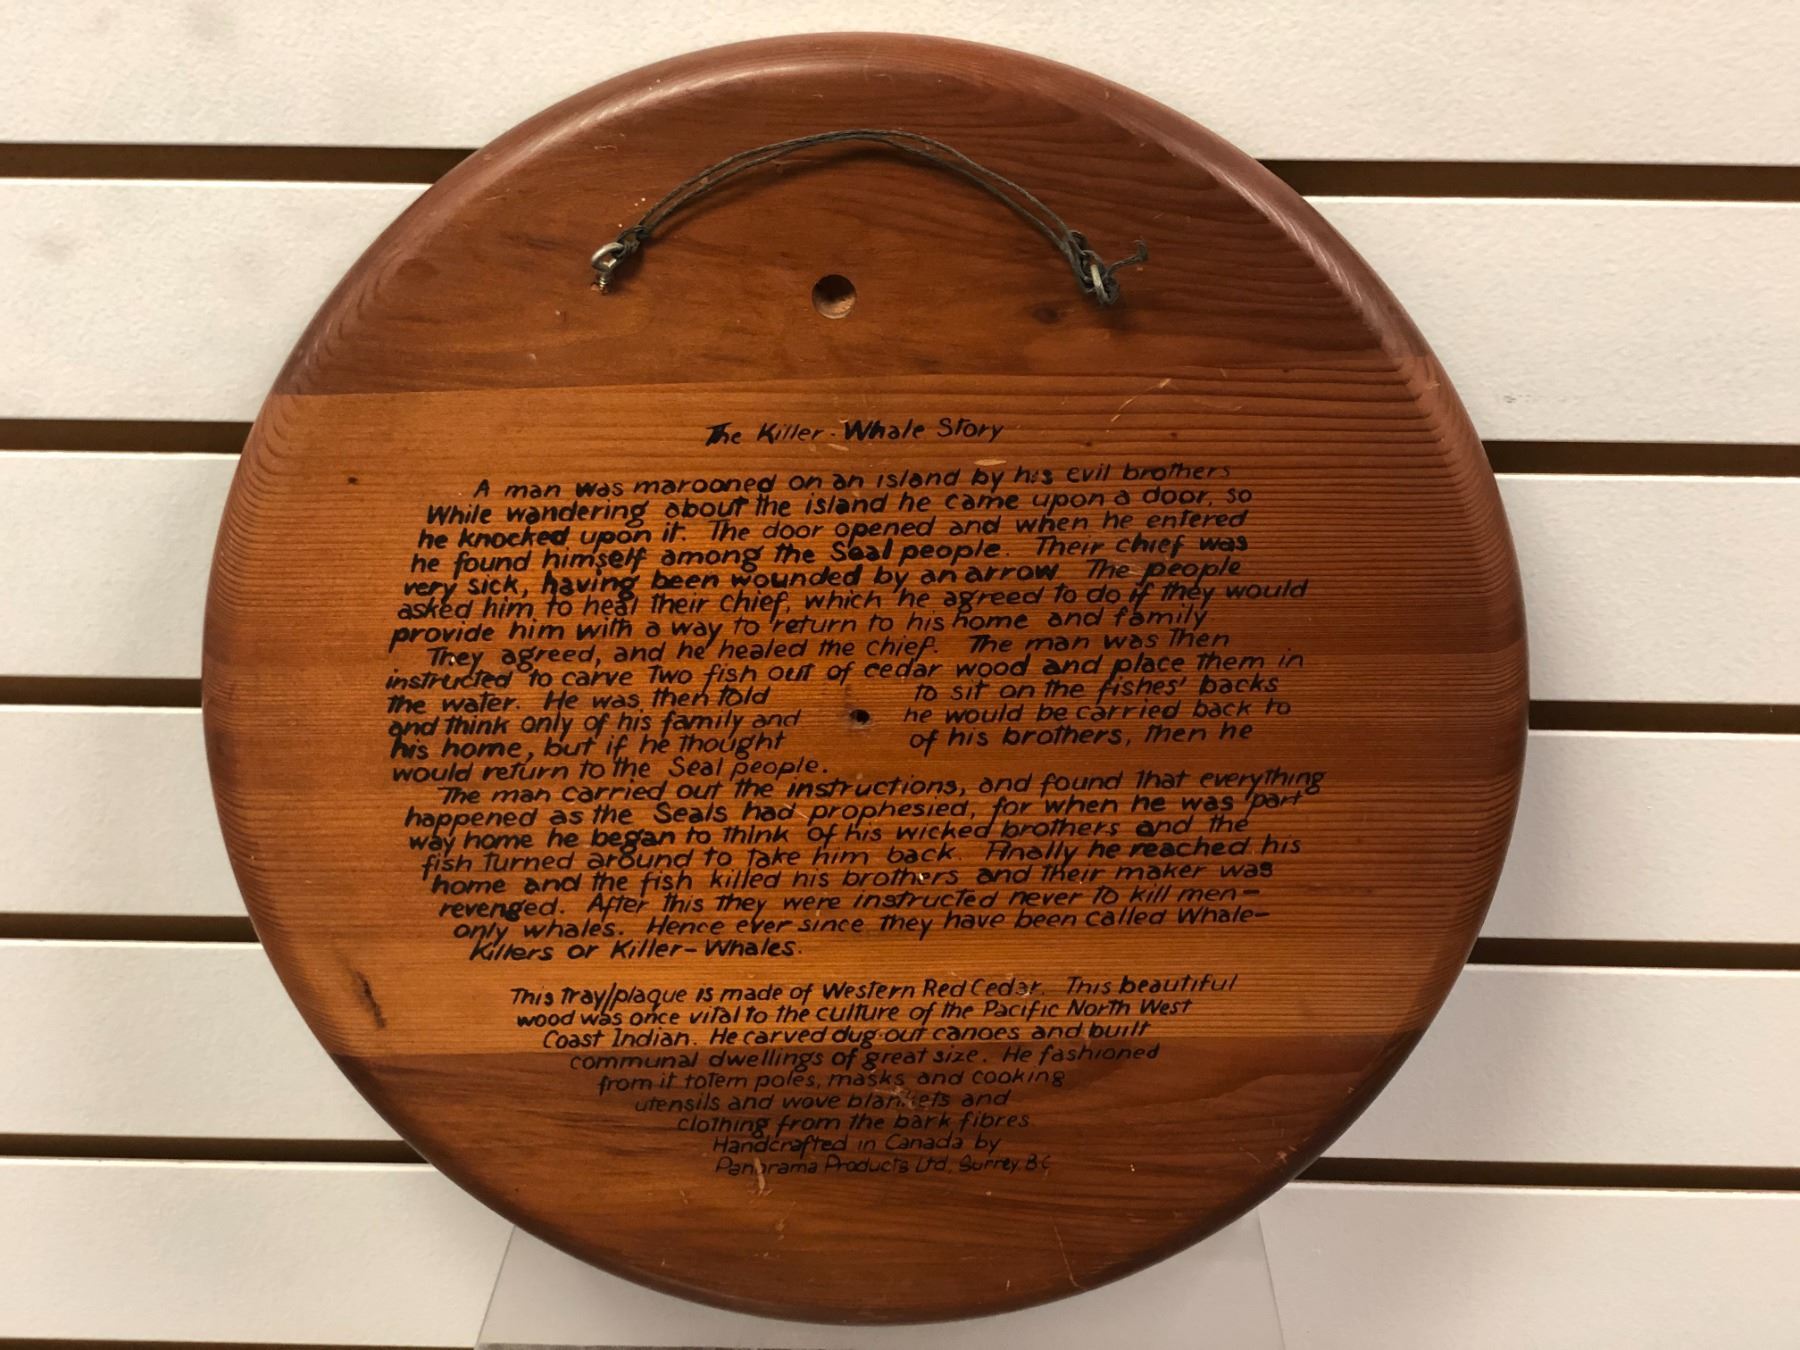 The Killer-Whale Story
A man was marooned on an island by his evil brothers
While wandering about the island he came upon a door, so
he knocked upon it. The door opened and when he entered
he found himself among the Seal people. Their chief was
very sick, having been wounded by an arrow. The people
asked him to heal their chief, which he agreed to do if they would
provide him with a way to return to his home and family
They agreed, and he healed the chief. The man was then
instructed to carve two fish out of cedar wood and place them in
the water. He was then told to sit on the fishes' backs
and think only of his family and he would be carried back to
his home, but if he thought of his brothers, then he
would return to the Seal people.
The man carried out the instructions, and found that everything
happened as the Seals had prophesied, for when he was part
way home he began to think of his wicked brothers and the
fish turned around to take him back. Finally he reached his
home and the fish killed his brothers and their maker was
revenged. After this they were instructed never to kill men-
only whales. Hence ever since they have been called Whale-
Killers or Killer-Whales.
This tray/plaque is made of Western Red Cedar. This beautiful
wood was once vital to the culture of the Pacific North West
Coast Indian. He carved dug-out canoes and built
communal dwellings of great size. He fashioned
from it totem poles, masks and cooking
utensils and wove blankets and
clothing from the bark fibres
Handcrafted in Canada by
Panorama Products Ltd, Surrey, B.C